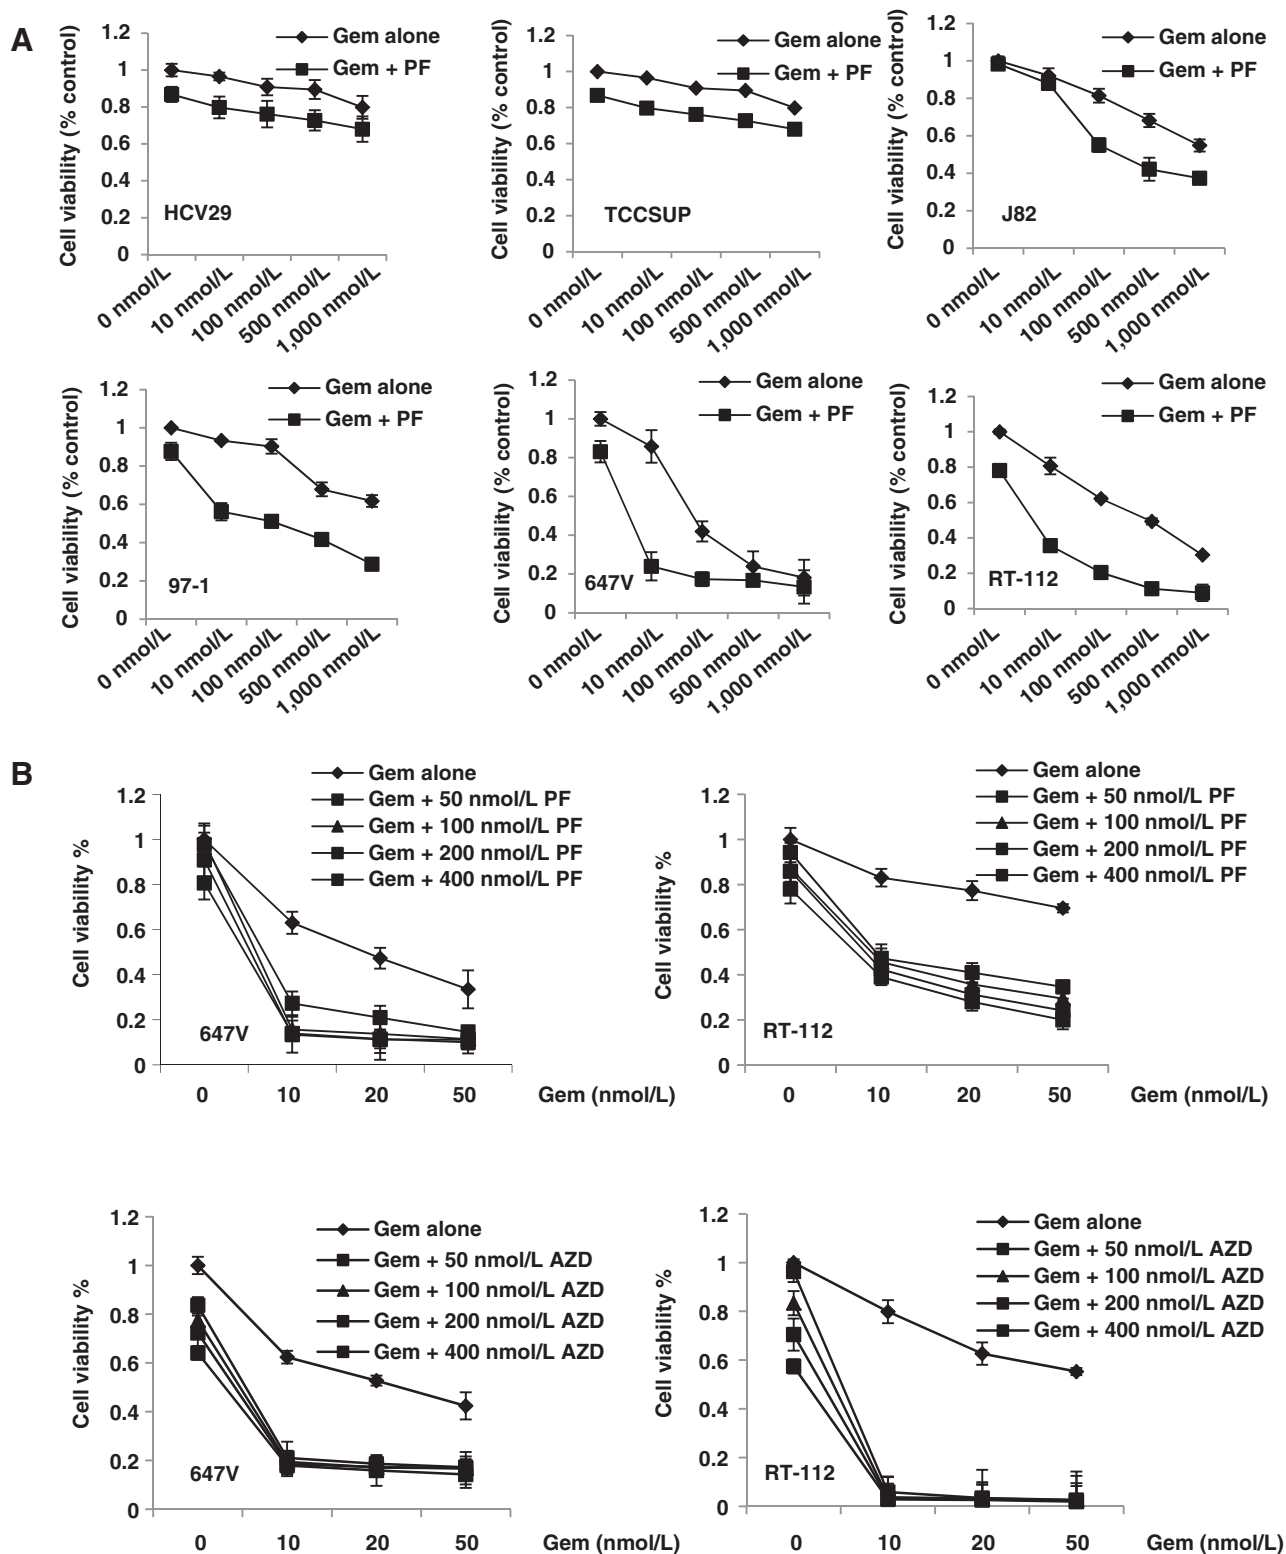 A
1.2
1
0.8
0.6
0.4
0.2
0
Cell viability (% control)
Gem alone
Gem + PF
HCV29
0 nmol/L
10 nmol/L
100 nmol/L
500 nmol/L
1,000 nmol/L
1.2
1
0.8
0.6
0.4
0.2
0
Cell viability (% control)
Gem alone
Gem + PF
TCCSUP
0 nmol/L
10 nmol/L
100 nmol/L
500 nmol/L
1,000 nmol/L
1.2
1
0.8
0.6
0.4
0.2
0
Cell viability (% control)
Gem alone
Gem + PF
J82
0 nmol/L
10 nmol/L
100 nmol/L
500 nmol/L
1,000 nmol/L
1.2
1
0.8
0.6
0.4
0.2
0
Cell viability (% control)
Gem alone
Gem + PF
97-1
0 nmol/L
10 nmol/L
100 nmol/L
500 nmol/L
1,000 nmol/L
1.2
1
0.8
0.6
0.4
0.2
0
Cell viability (% control)
Gem alone
Gem + PF
647V
0 nmol/L
10 nmol/L
100 nmol/L
500 nmol/L
1,000 nmol/L
1.2
1
0.8
0.6
0.4
0.2
0
Cell viability (% control)
Gem alone
Gem + PF
RT-112
0 nmol/L
10 nmol/L
100 nmol/L
500 nmol/L
1,000 nmol/L
B
1.2
1
0.8
0.6
0.4
0.2
0
Cell viability %
Gem alone
Gem + 50 nmol/L PF
Gem + 100 nmol/L PF
Gem + 200 nmol/L PF
Gem + 400 nmol/L PF
647V
0 10 20 50 Gem (nmol/L)
1.2
1
0.8
0.6
0.4
0.2
0
Cell viability %
Gem alone
Gem + 50 nmol/L PF
Gem + 100 nmol/L PF
Gem + 200 nmol/L PF
Gem + 400 nmol/L PF
RT-112
0 10 20 50 Gem (nmol/L)
1.2
1
0.8
0.6
0.4
0.2
0
Cell viability %
Gem alone
Gem + 50 nmol/L AZD
Gem + 100 nmol/L AZD
Gem + 200 nmol/L AZD
Gem + 400 nmol/L AZD
647V
0 10 20 50 Gem (nmol/L)
1.2
1
0.8
0.6
0.4
0.2
0
Cell viability %
Gem alone
Gem + 50 nmol/L AZD
Gem + 100 nmol/L AZD
Gem + 200 nmol/L AZD
Gem + 400 nmol/L AZD
RT-112
0 10 20 50 Gem (nmol/L)